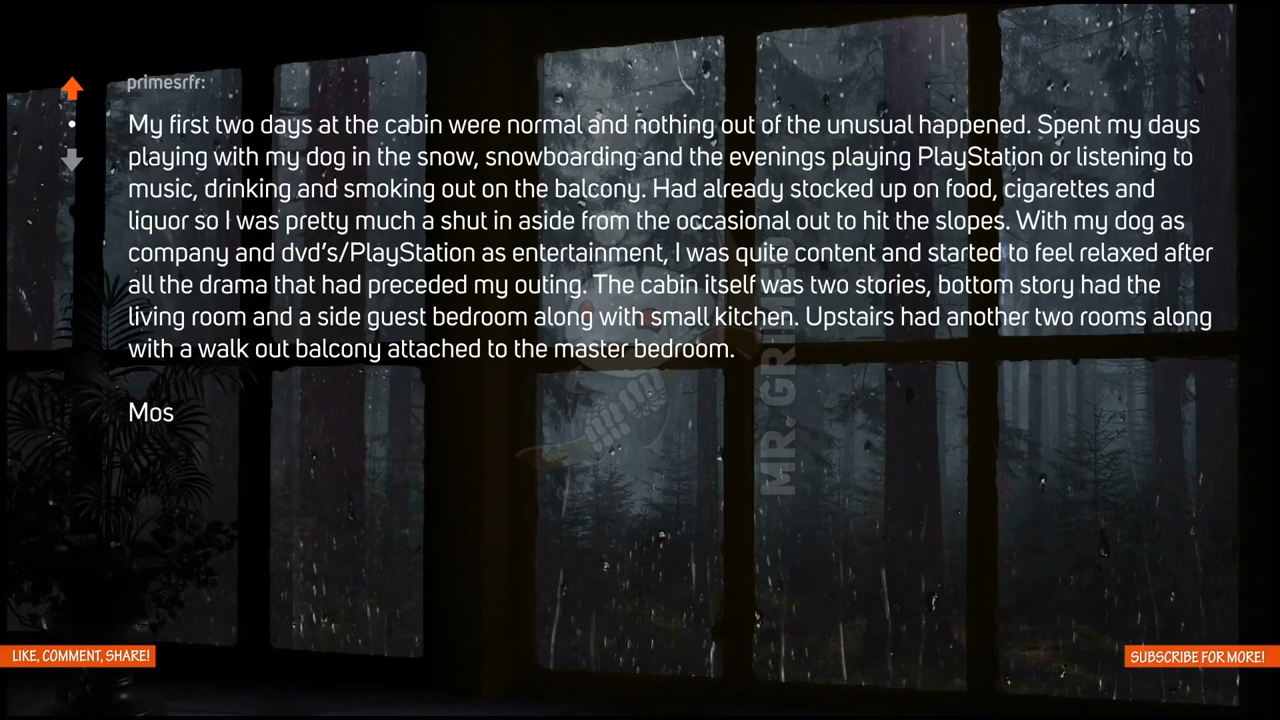 primesrfr:
My first two days at the cabin were normal and nothing out of the unusual happened. Spent my days
playing with my dog in the snow, snowboarding and the evenings playing PlayStation or listening to
music, drinking and smoking out on the balcony. Had already stocked up on food, cigarettes and
liquor so I was pretty much a shut in aside from the occasional out to hit the slopes. With my dog as
company and dvd's/PlayStation as entertainment, I was quite content and started to feel relaxed after
all the drama that had preceded my outing. The cabin itself was two stories, bottom story had the
living room and a side guest bedroom along with small kitchen. Upstairs had another two rooms along
with a walk out balcony attached to the master bedroom.
Mos
MR. GRIMES
LIKE, COMMENT, SHARE!
SUBSCRIBE FOR MORE!